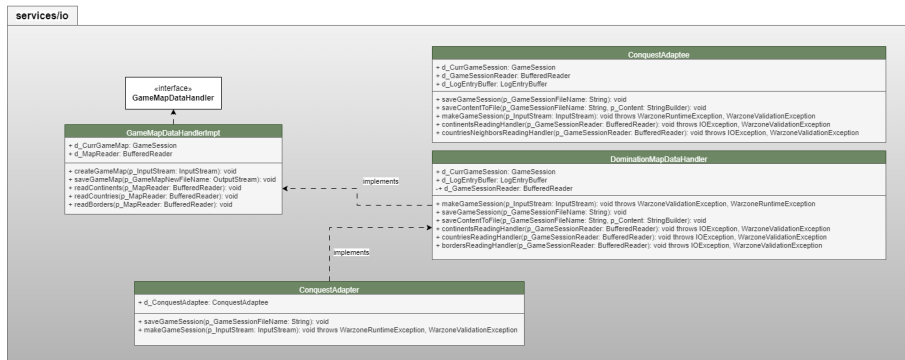 services/io
«interface»
GameMapDataHandler
GameMapDataHandlerImpt
+ d_CurrGameMap: GameSession
+ d_MapReader: BufferedReader
+ createGameMap(p_InputStream: InputStream): void
+ saveGameMap(p_GameMapNewFileName: OutputStream): void
+ readContinents(p_MapReader: BufferedReader): void
+ readCountries(p_MapReader: BufferedReader): void
+ readBorders(p_MapReader: BufferedReader): void
ConquestAdaptee
+ d_CurrGameSession: GameSession
+ d_GameSessionReader: BufferedReader
+ d_LogEntryBuffer: LogEntryBuffer
+ saveGameSession(p_GameSessionFileName: String): void
+ saveContentToFile(p_GameSessionFileName: String, p_Content: StringBuilder): void
+ makeGameSession(p_InputStream: InputStream): void throws WarzoneRuntimeException, WarzoneValidationException
+ continentsReadingHandler(p_GameSessionReader: BufferedReader): void throws IOException, WarzoneValidationException
+ countriesNeighborsReadingHandler(p_GameSessionReader: BufferedReader): void throws IOException, WarzoneValidationException
DominationMapDataHandler
+ d_CurrGameSession: GameSession
+ d_LogEntryBuffer: LogEntryBuffer
-+ d_GameSessionReader: BufferedReader
+ makeGameSession(p_InputStream: InputStream): void throws WarzoneValidationException, WarzoneRuntimeException
+ saveGameSession(p_GameSessionFileName: String): void
+ saveContentToFile(p_GameSessionFileName: String, p_Content: StringBuilder): void
+ continentsReadingHandler(p_GameSessionReader: BufferedReader): void throws IOException, WarzoneValidationException
+ countriesReadingHandler(p_GameSessionReader: BufferedReader): void throws IOException, WarzoneValidationException
+ bordersReadingHandler(p_GameSessionReader: BufferedReader): void throws IOException, WarzoneValidationException
implements
implements
ConquestAdapter
+ d_ConquestAdaptee: ConquestAdaptee
+ saveGameSession(p_GameSessionFileName: String): void
+ makeGameSession(p_InputStream: InputStream): void throws WarzoneRuntimeException, WarzoneValidationException